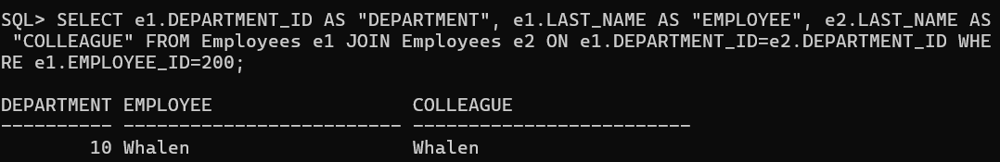 SQL> SELECT e1.DEPARTMENT_ID AS "DEPARTMENT", e1.LAST_NAME AS "EMPLOYEE", e2.LAST_NAME AS
 "COLLEAGUE" FROM Employees e1 JOIN Employees e2 ON e1.DEPARTMENT_ID=e2.DEPARTMENT_ID WHE
RE e1.EMPLOYEE_ID=200;

DEPARTMENT EMPLOYEE                  COLLEAGUE
---------- ------------------------- -------------------------
        10 Whalen                    Whalen